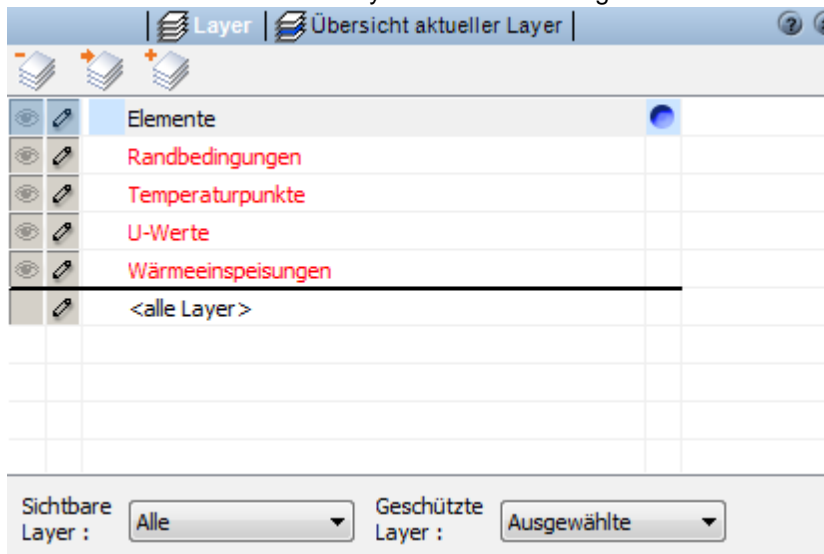 Layer Übersicht aktueller Layer
Elemente
Randbedingungen
Temperaturpunkte
U-Werte
Wärmeeinspeisungen
<alle Layer>
Sichtbare Layer : Alle
Geschützte Layer : Ausgewählte